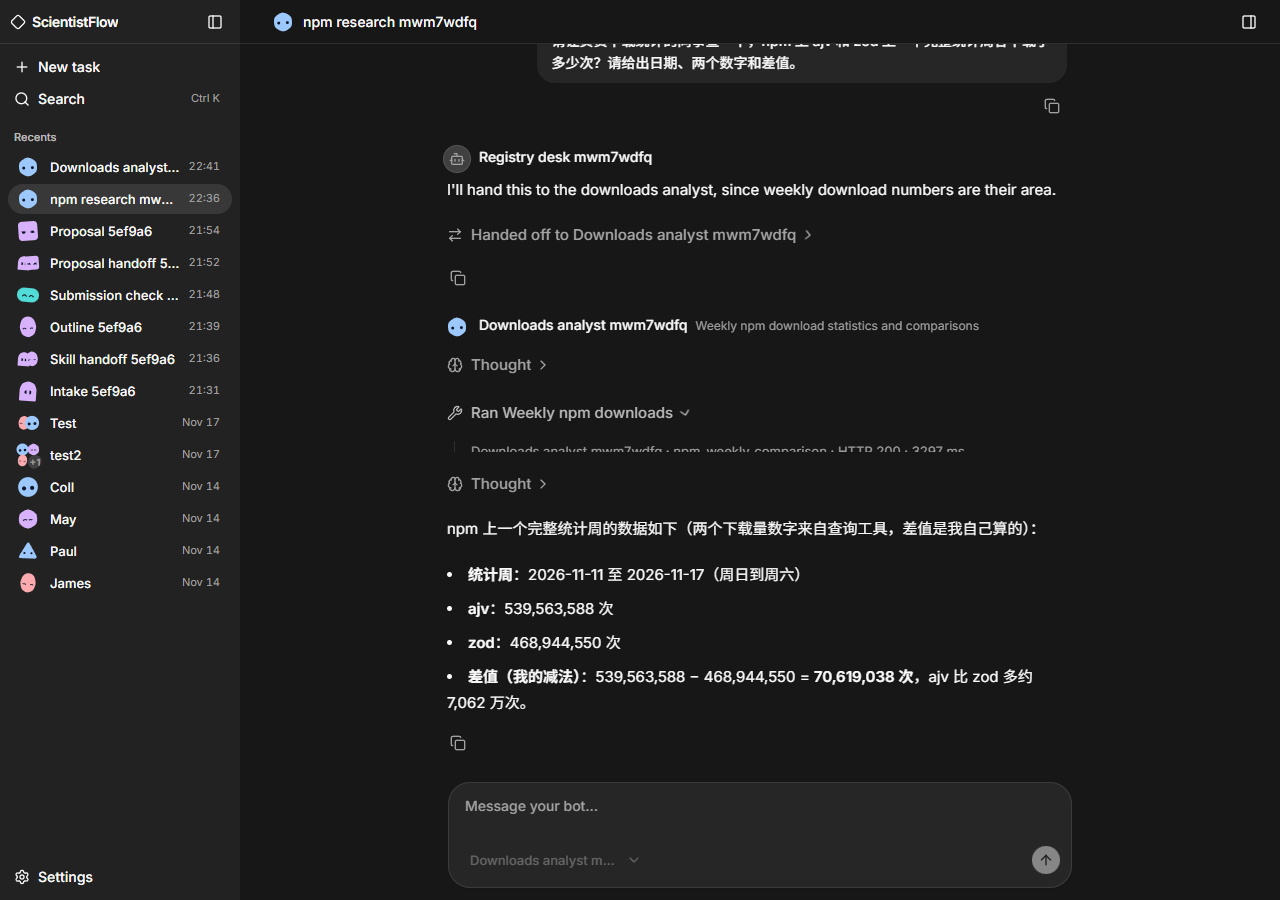 ScientistFlow
npm research mwm7wdfq
New task
Search Ctrl K
Recents
Downloads analyst... 22:41
npm research mw... 22:36
Proposal 5ef9a6 21:54
Proposal handoff 5... 21:52
Submission check ... 21:48
Outline 5ef9a6 21:39
Skill handoff 5ef9a6 21:36
Intake 5ef9a6 21:31
Test Nov 17
+1
test2 Nov 17
Coll Nov 14
May Nov 14
Paul Nov 14
James Nov 14
Settings
多少次？请给出日期、两个数字和差值。
Registry desk mwm7wdfq
I'll hand this to the downloads analyst, since weekly download numbers are their area.
Handed off to Downloads analyst mwm7wdfq
Downloads analyst mwm7wdfq Weekly npm download statistics and comparisons
Thought
Ran Weekly npm downloads
Downloads analyst mwm7wdfq · npm_weekly_comparison · HTTP 200 · 3297 ms
Thought
npm 上一个完整统计周的数据如下（两个下载量数字来自查询工具，差值是我自己算的）：
• 统计周：2026-11-11 至 2026-11-17（周日到周六）
• ajv：539,563,588 次
• zod：468,944,550 次
• 差值（我的减法）：539,563,588 − 468,944,550 = 70,619,038 次，ajv 比 zod 多约
7,062 万次。
Message your bot...
Downloads analyst m...